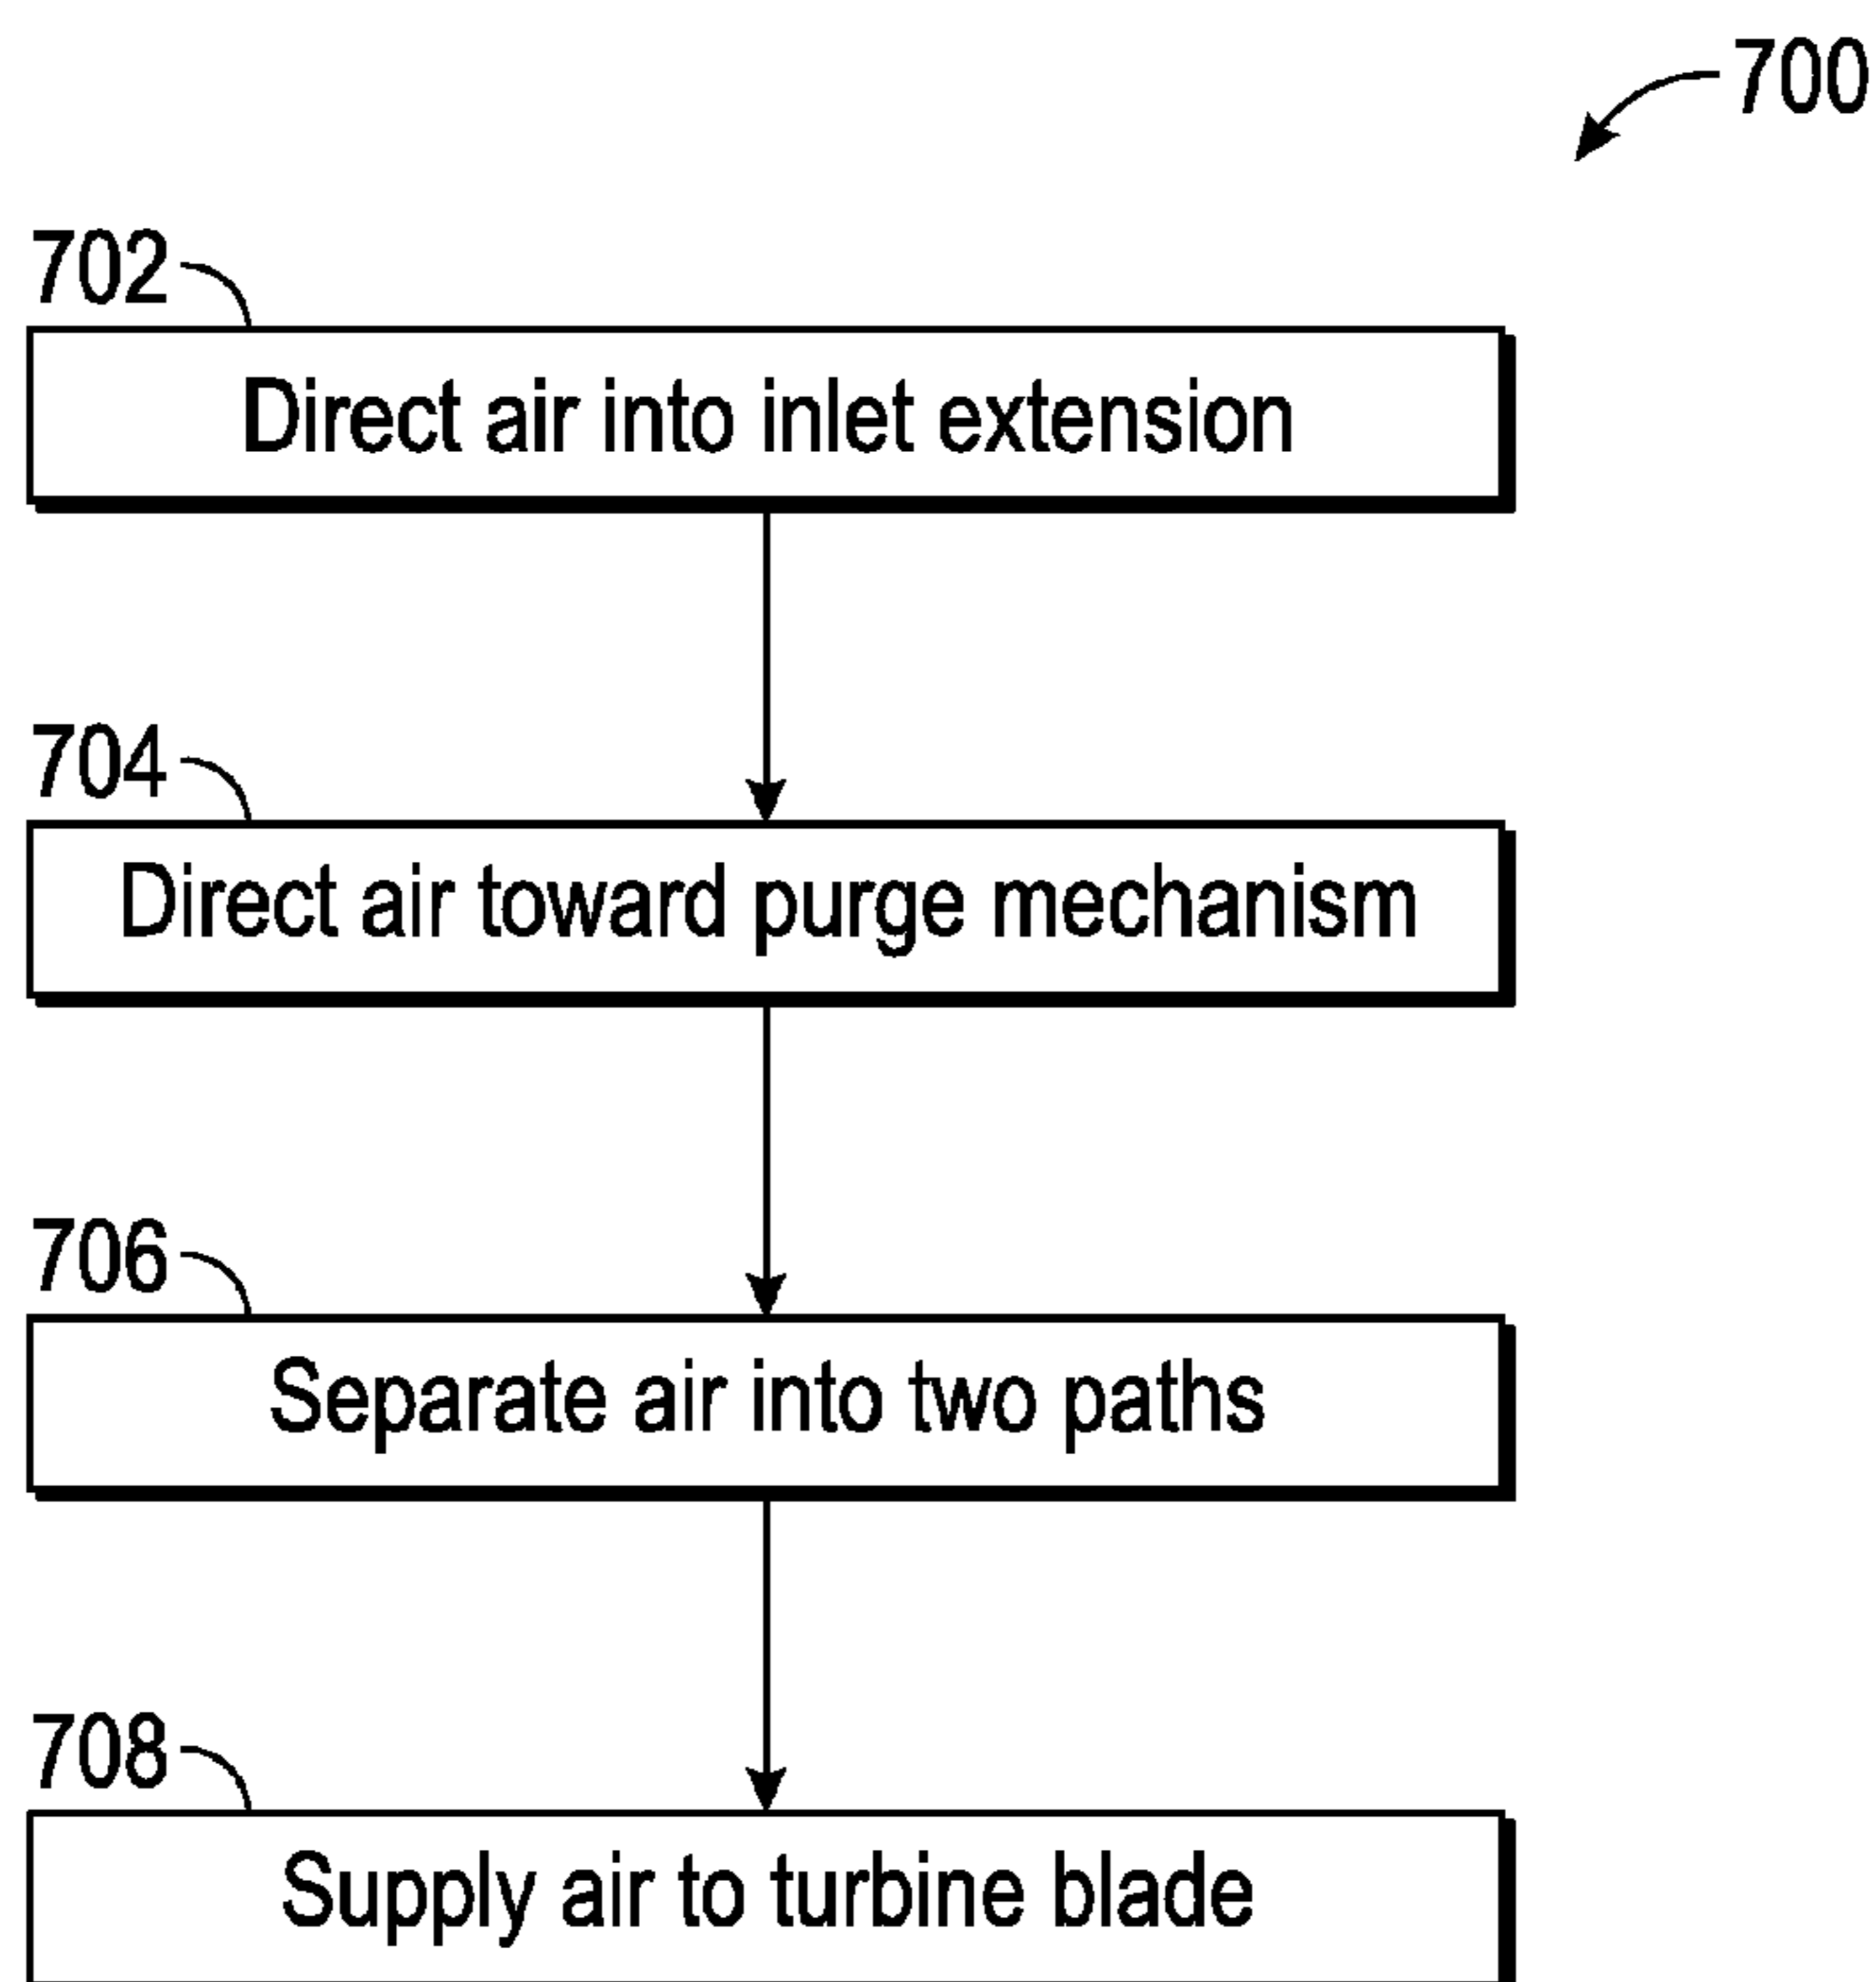 700
702
Direct air into inlet extension
704
Direct air toward purge mechanism
706
Separate air into two paths
708
Supply air to turbine blade